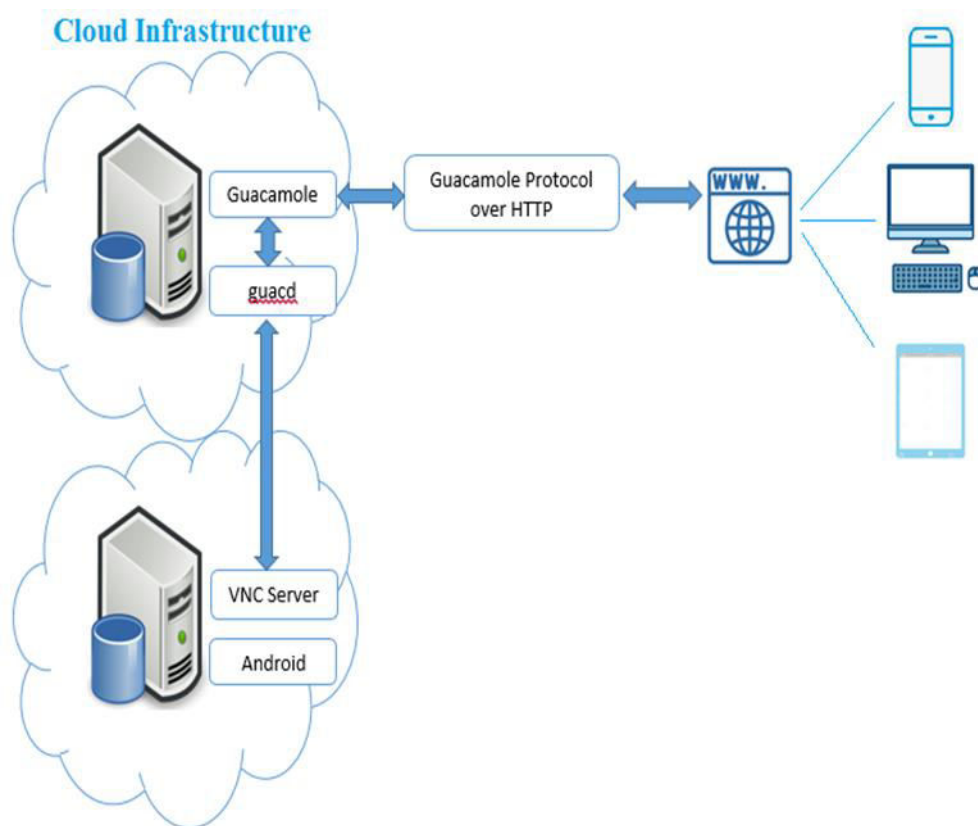 Cloud Infrastructure
Guacamole
Guacamole Protocol
over HTTP
WWW.
guacd
VNC Server
Android